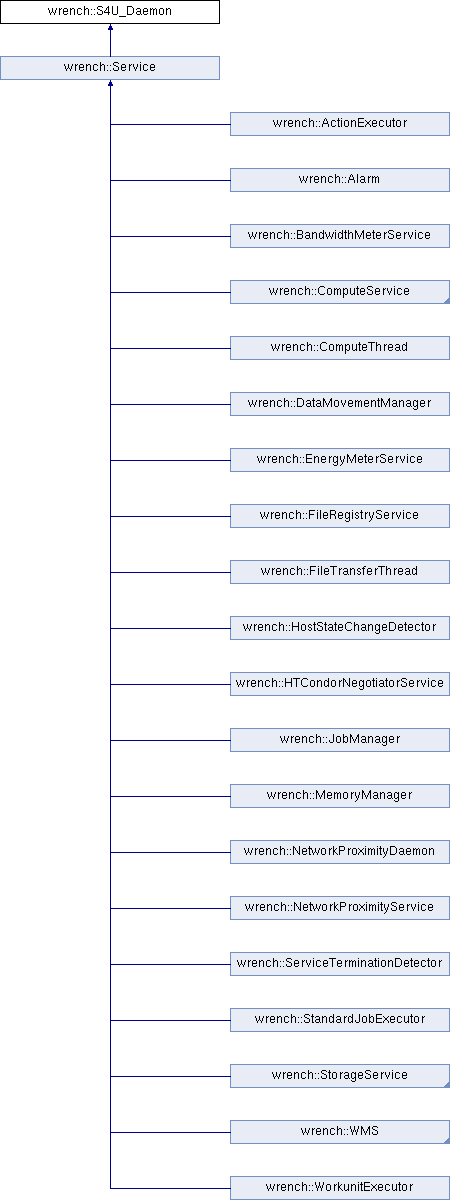 wrench::S4U_Daemon
wrench::Service
wrench::ActionExecutor
wrench::Alarm
wrench::BandwidthMeterService
wrench::ComputeService
wrench::ComputeThread
wrench::DataMovementManager
wrench::EnergyMeterService
wrench::FileRegistryService
wrench::FileTransferThread
wrench::HostStateChangeDetector
wrench::HTCondorNegotiatorService
wrench::JobManager
wrench::MemoryManager
wrench::NetworkProximityDaemon
wrench::NetworkProximityService
wrench::ServiceTerminationDetector
wrench::StandardJobExecutor
wrench::StorageService
wrench::WMS
wrench::WorkunitExecutor